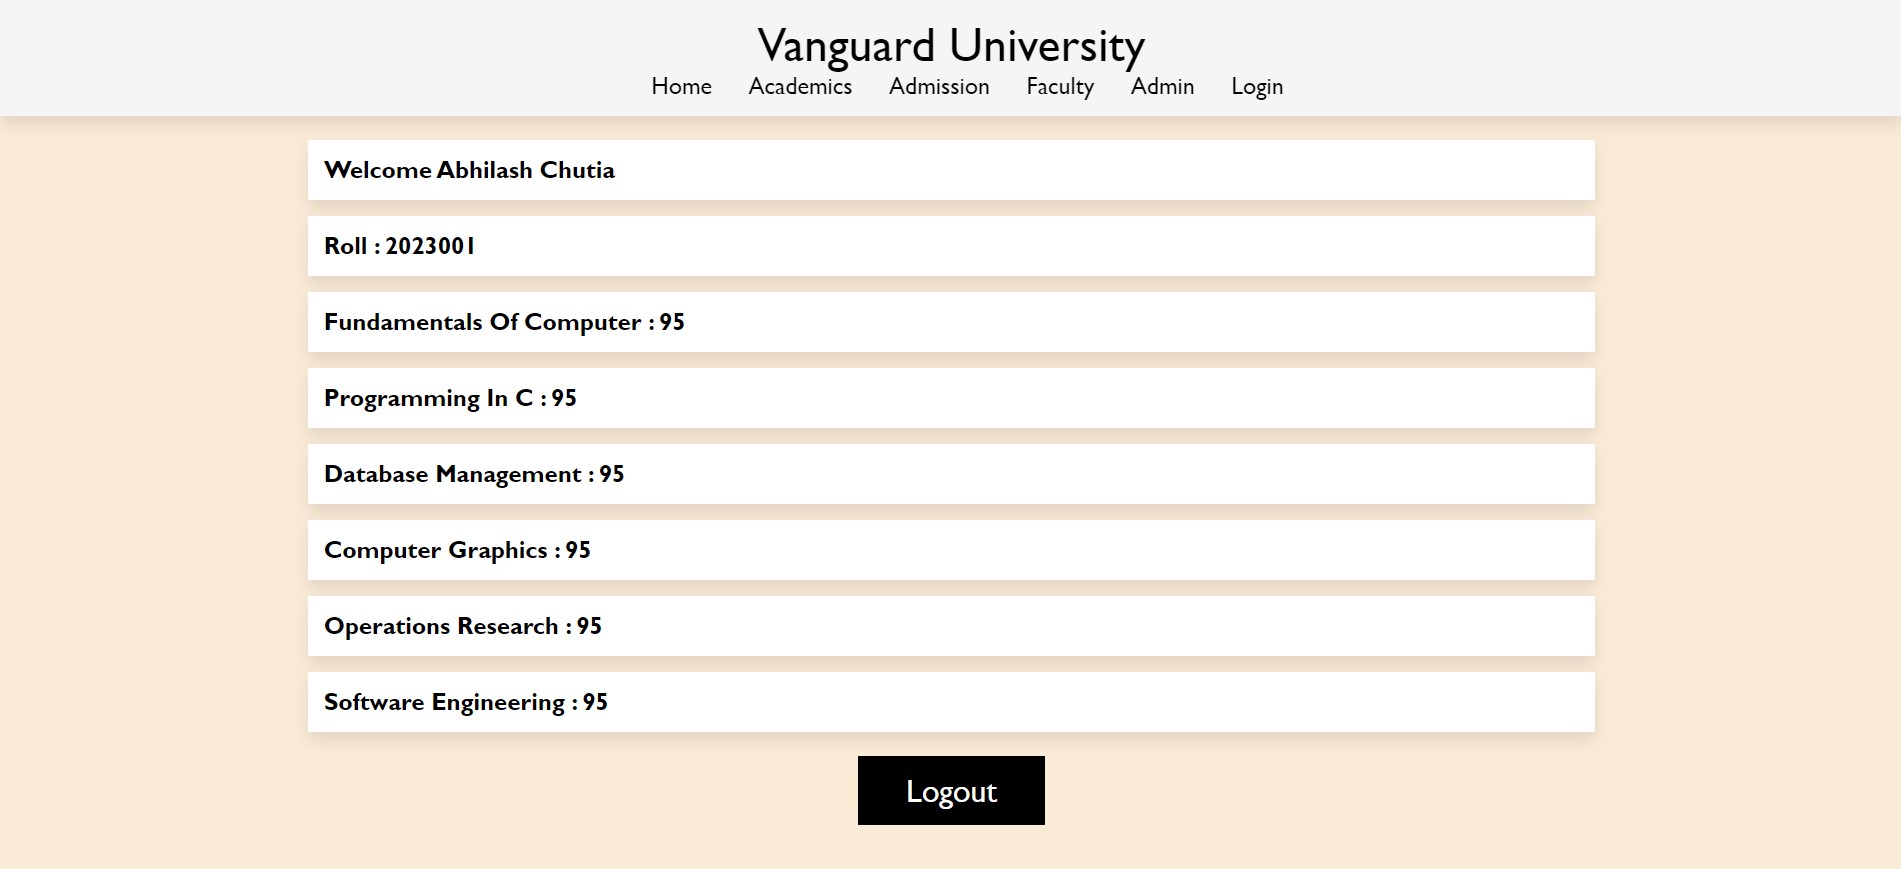 Vanguard University
Home Academics Admission Faculty Admin Login
Welcome Abhilash Chutia
Roll : 2023001
Fundamentals Of Computer : 95
Programming In C : 95
Database Management : 95
Computer Graphics : 95
Operations Research : 95
Software Engineering : 95
Logout